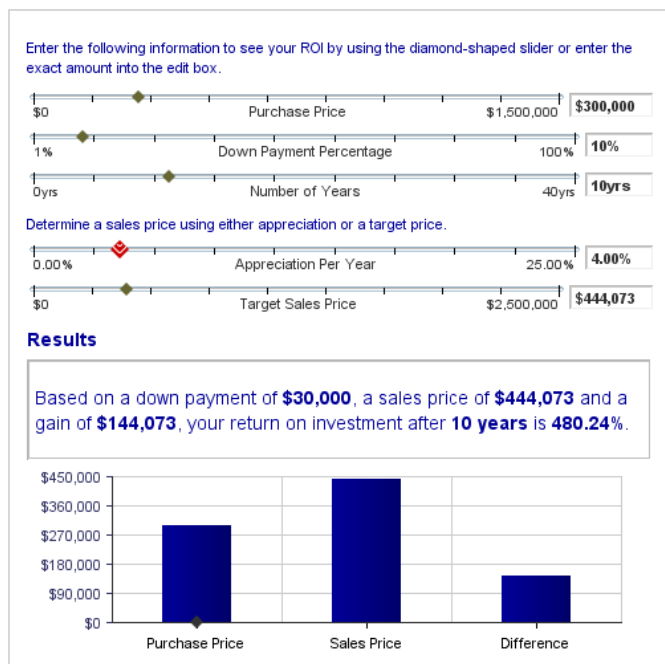 Enter the following information to see your ROI by using the diamond-shaped slider or enter the
exact amount into the edit box.
$0 Purchase Price $1,500,000 $300,000
1% Down Payment Percentage 100% 10%
0yrs Number of Years 40yrs 10yrs
Determine a sales price using either appreciation or a target price.
0.00% Appreciation Per Year 25.00% 4.00%
$0 Target Sales Price $2,500,000 $444,073
Results
Based on a down payment of $30,000, a sales price of $444,073 and a
gain of $144,073, your return on investment after 10 years is 480.24%.
$450,000
$360,000
$270,000
$180,000
$90,000
$0
Purchase Price Sales Price Difference